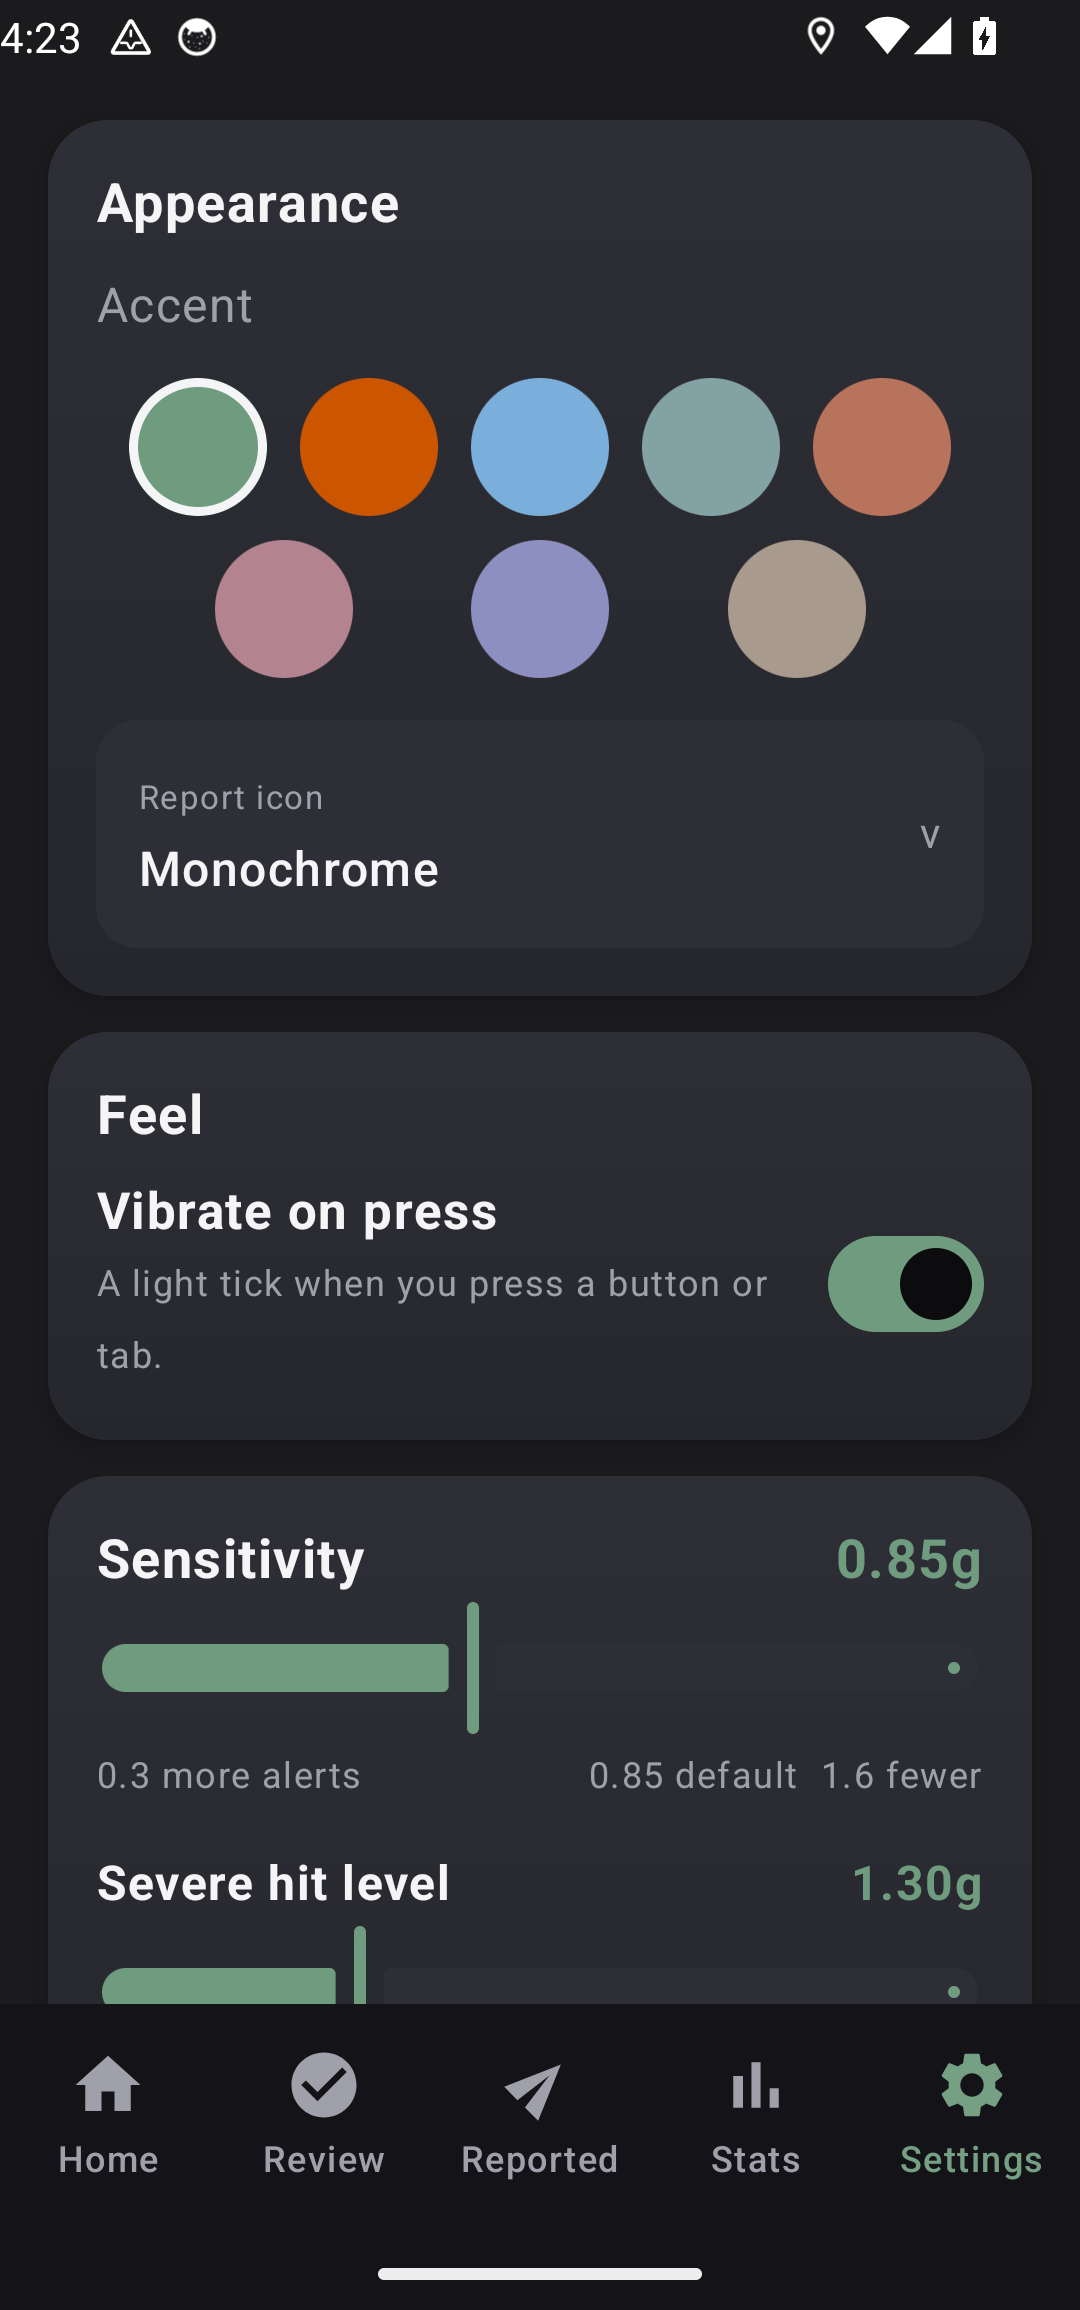 4:23
Appearance
Accent
Report icon
Monochrome
v
Feel
Vibrate on press
A light tick when you press a button or
tab.
Sensitivity 0.85g
0.3 more alerts 0.85 default 1.6 fewer
Severe hit level 1.30g
Home Review Reported Stats Settings